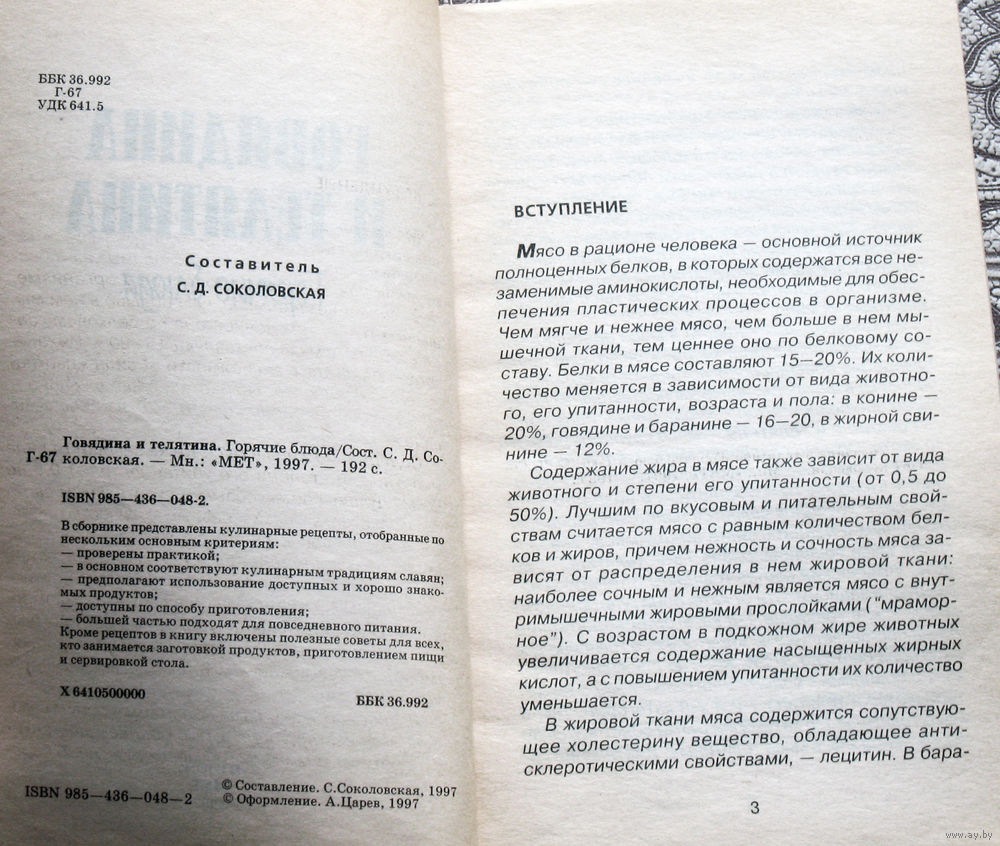 ББК 36.992
Г-67
УДК 641.5
Составитель
С. Д. СОКОЛОВСКАЯ
Говядина и телятина. Горячие блюда/Сост. С. Д. Со-
Г-67 коловская. — Мн.: «МЕТ», 1997. — 192 с.
ISBN 985—436—048-2.
В сборнике представлены кулинарные рецепты, отобранные по
нескольким основным критериям:
— проверены практикой;
— в основном соответствуют кулинарным традициям славян;
— предполагают использование доступных и хорошо знако-
мых продуктов;
— доступны по способу приготовления;
— большей частью подходят для повседневного питания.
Кроме рецептов в книгу включены полезные советы для всех,
кто занимается заготовкой продуктов, приготовлением пищи
и сервировкой стола.
Х 6410500000
ББК 36.992
ISBN 985—436—048—2
© Составление. С.Соколовская, 1997
© Оформление. А.Царев, 1997
ВСТУПЛЕНИЕ
Мясо в рационе человека — основной источник
полноценных белков, в которых содержатся все не-
заменимые аминокислоты, необходимые для обес-
печения пластических процессов в организме.
Чем мягче и нежнее мясо, чем больше в нем мы-
шечной ткани, тем ценнее оно по белковому со-
ставу. Белки в мясе составляют 15—20%. Их коли-
чество меняется в зависимости от вида животно-
го, его упитанности, возраста и пола: в конине —
20%, говядине и баранине — 16—20, в жирной сви-
нине — 12%.
Содержание жира в мясе также зависит от вида
животного и степени его упитанности (от 0,5 до
50%). Лучшим по вкусовым и питательным свой-
ствам считается мясо с равным количеством бел-
ков и жиров, причем нежность и сочность мяса за-
висят от распределения в нем жировой ткани:
наиболее сочным и нежным является мясо с внут-
римышечными жировыми прослойками ("мрамор-
ное"). С возрастом в подкожном жире животных
увеличивается содержание насыщенных жирных
кислот, а с повышением упитанности их количество
уменьшается.
В жировой ткани мяса содержится сопутствую-
щее холестерину вещество, обладающее анти-
склеротическими свойствами, — лецитин. В бара-
3
www.ay.by